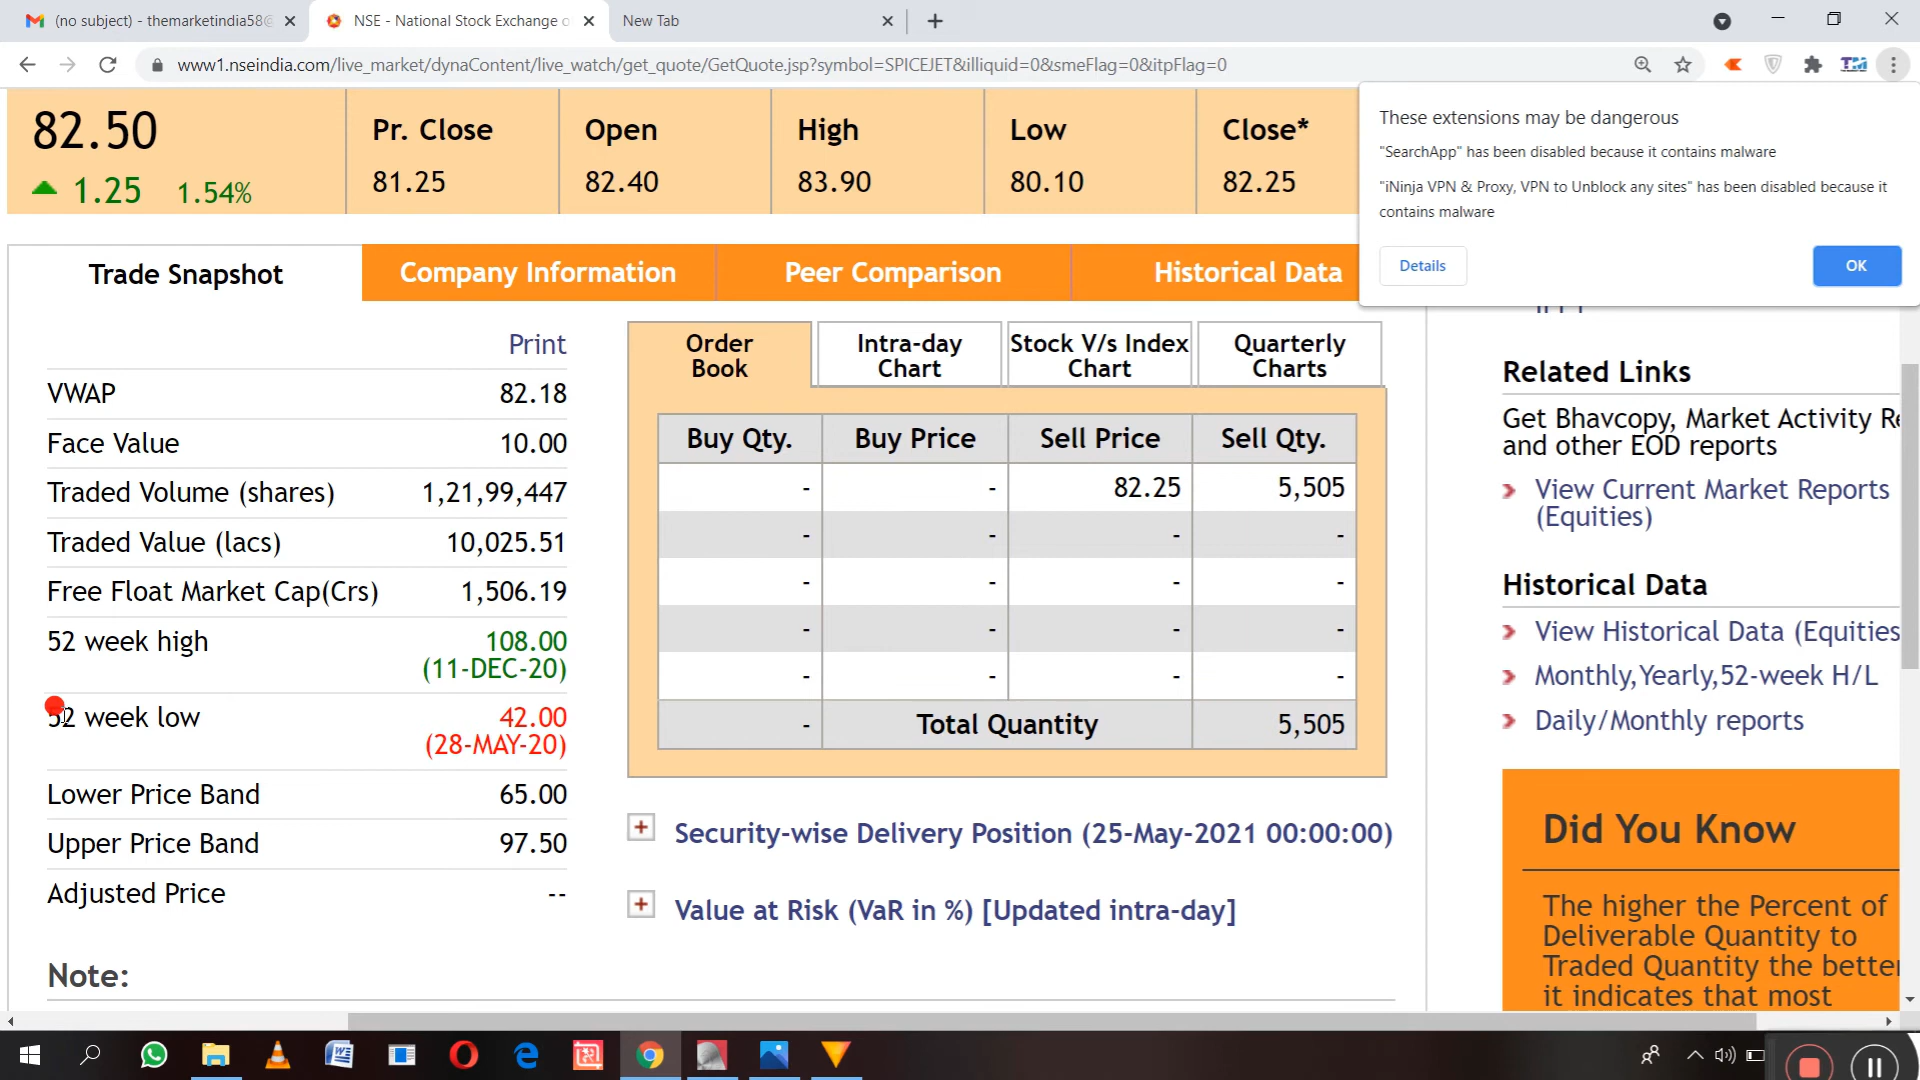 (no subject) - themarketindia58@
NSE - National Stock Exchange o
New Tab
www1.nseindia.com/live_market/dynaContent/live_watch/get_quote/GetQuote.jsp?symbol=SPICEJET&illiquid=0&smeFlag=0&itpFlag=0
82.50
1.25 1.54%
Pr. Close Open High Low Close*
81.25 82.40 83.90 80.10 82.25
These extensions may be dangerous
"SearchApp" has been disabled because it contains malware
"iNinja VPN & Proxy, VPN to Unblock any sites" has been disabled because it
contains malware
Details OK
Trade Snapshot Company Information Peer Comparison Historical Data
Print
VWAP 82.18
Face Value 10.00
Traded Volume (shares) 1,21,99,447
Traded Value (lacs) 10,025.51
Free Float Market Cap(Crs) 1,506.19
52 week high 108.00
(11-DEC-20)
52 week low 42.00
(28-MAY-20)
Lower Price Band 65.00
Upper Price Band 97.50
Adjusted Price --
Note:
Order
Book
Intra-day
Chart
Stock V/s Index
Chart
Quarterly
Charts
Buy Qty. Buy Price Sell Price Sell Qty.
- - 82.25 5,505
- - - -
- - - -
- - - -
- - - -
- Total Quantity 5,505
Security-wise Delivery Position (25-May-2021 00:00:00)
Value at Risk (VaR in %) [Updated intra-day]
Related Links
Get Bhavcopy, Market Activity Re
and other EOD reports
View Current Market Reports
(Equities)
Historical Data
View Historical Data (Equities
Monthly,Yearly,52-week H/L
Daily/Monthly reports
Did You Know
The higher the Percent of
Deliverable Quantity to
Traded Quantity the better
it indicates that most